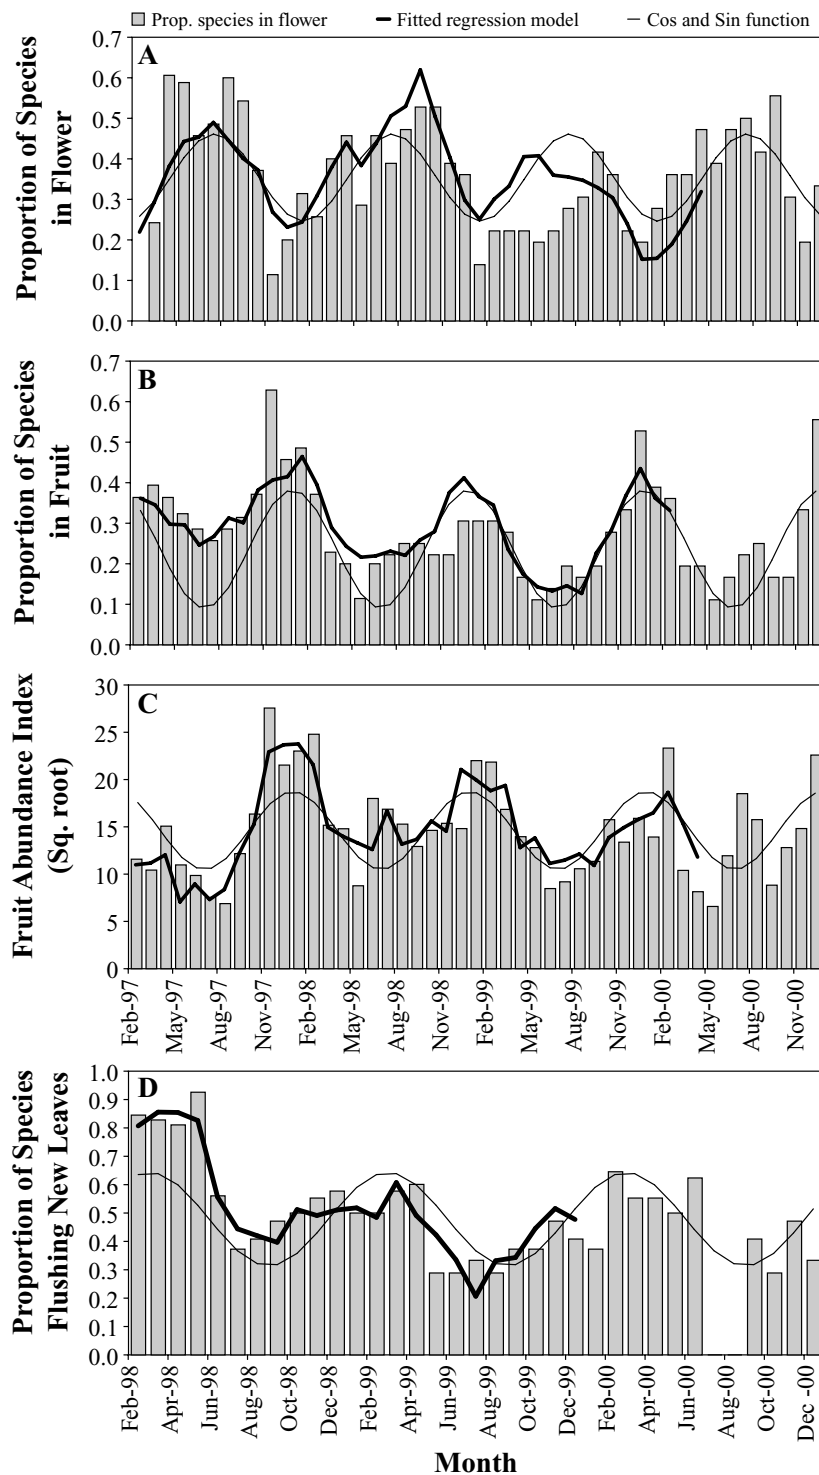 Prop. species in flower Fitted regression model Cos and Sin function
A
Proportion of Species
in Flower
0.7
0.6
0.5
0.4
0.3
0.2
0.1
0.0
B
Proportion of Species
in Fruit
0.7
0.6
0.5
0.4
0.3
0.2
0.1
0.0
C
Fruit Abundance Index
(Sq. root)
30
25
20
15
10
5
0
Feb-97
May-97
Aug-97
Nov-97
Feb-98
May-98
Aug-98
Nov-98
Feb-99
May-99
Aug-99
Nov-99
Feb-00
May-00
Aug-00
Nov-00
D
Proportion of Species
Flushing New Leaves
1.0
0.9
0.8
0.7
0.6
0.5
0.4
0.3
0.2
0.1
0.0
Feb-98
Apr-98
Jun-98
Aug-98
Oct-98
Dec-98
Feb-99
Apr-99
Jun-99
Aug-99
Oct-99
Dec-99
Feb-00
Apr-00
Jun-00
Aug-00
Oct-00
Dec-00
Month